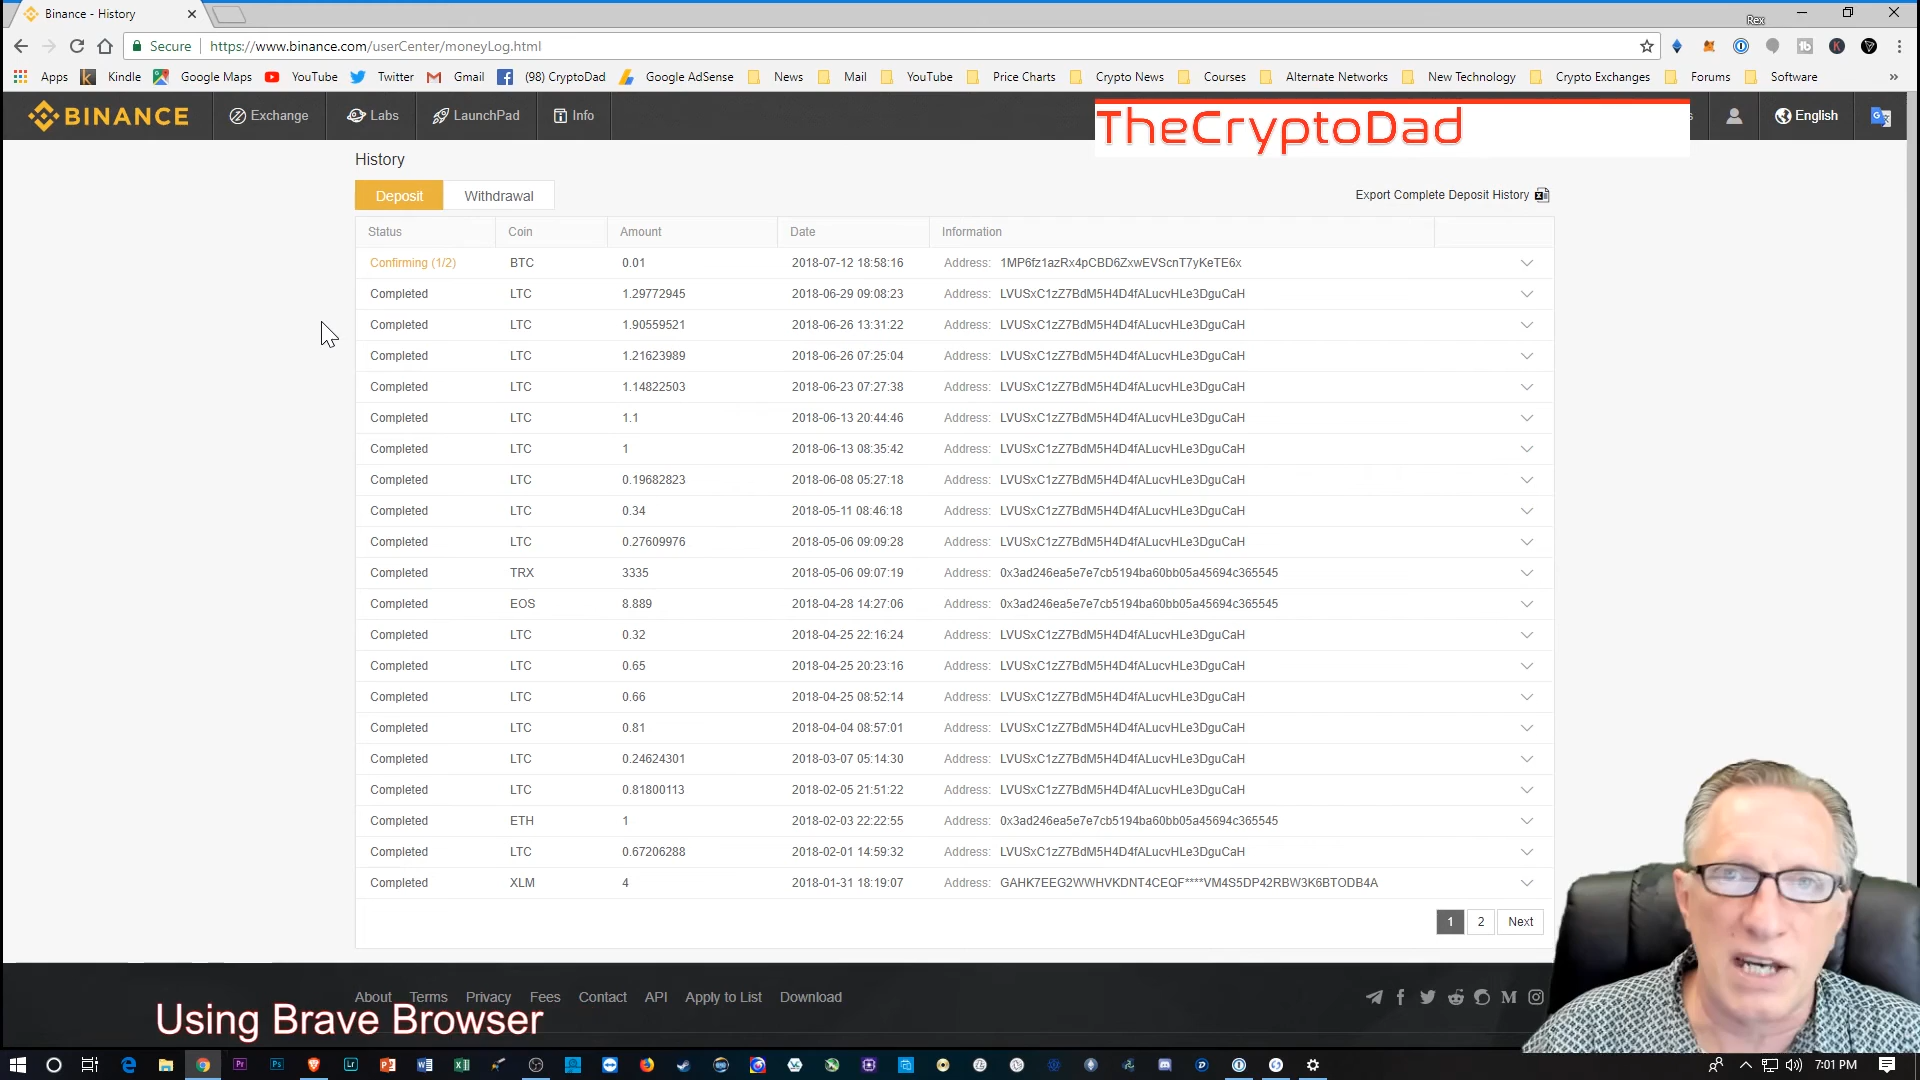 Binance - History
Rex
Secure https://www.binance.com/userCenter/moneyLog.html
Apps Kindle Google Maps YouTube Twitter Gmail (98) CryptoDad Google AdSense News Mail YouTube Price Charts Crypto News Courses Alternate Networks New Technology Crypto Exchanges Forums Software »
BINANCE Exchange Labs LaunchPad Info TheCryptoDad English
History
Deposit Withdrawal Export Complete Deposit History
Status Coin Amount Date Information
Confirming (1/2) BTC 0.01 2018-07-12 18:58:16 Address: 1MP6fz1azRx4pCBD6ZxwEVScnT7yKeTE6x
Completed LTC 1.29772945 2018-06-29 09:08:23 Address: LVUSxC1zZ7BdM5H4D4fALucvHLe3DguCaH
Completed LTC 1.90559521 2018-06-26 13:31:22 Address: LVUSxC1zZ7BdM5H4D4fALucvHLe3DguCaH
Completed LTC 1.21623989 2018-06-26 07:25:04 Address: LVUSxC1zZ7BdM5H4D4fALucvHLe3DguCaH
Completed LTC 1.14822503 2018-06-23 07:27:38 Address: LVUSxC1zZ7BdM5H4D4fALucvHLe3DguCaH
Completed LTC 1.1 2018-06-13 20:44:46 Address: LVUSxC1zZ7BdM5H4D4fALucvHLe3DguCaH
Completed LTC 1 2018-06-13 08:35:42 Address: LVUSxC1zZ7BdM5H4D4fALucvHLe3DguCaH
Completed LTC 0.19682823 2018-06-08 05:27:18 Address: LVUSxC1zZ7BdM5H4D4fALucvHLe3DguCaH
Completed LTC 0.34 2018-05-11 08:46:18 Address: LVUSxC1zZ7BdM5H4D4fALucvHLe3DguCaH
Completed LTC 0.27609976 2018-05-06 09:09:28 Address: LVUSxC1zZ7BdM5H4D4fALucvHLe3DguCaH
Completed TRX 3335 2018-05-06 09:07:19 Address: 0x3ad246ea5e7e7cb5194ba60bb05a45694c365545
Completed EOS 8.889 2018-04-28 14:27:06 Address: 0x3ad246ea5e7e7cb5194ba60bb05a45694c365545
Completed LTC 0.32 2018-04-25 22:16:24 Address: LVUSxC1zZ7BdM5H4D4fALucvHLe3DguCaH
Completed LTC 0.65 2018-04-25 20:23:16 Address: LVUSxC1zZ7BdM5H4D4fALucvHLe3DguCaH
Completed LTC 0.66 2018-04-25 08:52:14 Address: LVUSxC1zZ7BdM5H4D4fALucvHLe3DguCaH
Completed LTC 0.81 2018-04-04 08:57:01 Address: LVUSxC1zZ7BdM5H4D4fALucvHLe3DguCaH
Completed LTC 0.24624301 2018-03-07 05:14:30 Address: LVUSxC1zZ7BdM5H4D4fALucvHLe3DguCaH
Completed LTC 0.81800113 2018-02-05 21:51:22 Address: LVUSxC1zZ7BdM5H4D4fALucvHLe3DguCaH
Completed ETH 1 2018-02-03 22:22:55 Address: 0x3ad246ea5e7e7cb5194ba60bb05a45694c365545
Completed LTC 0.67206288 2018-02-01 14:59:32 Address: LVUSxC1zZ7BdM5H4D4fALucvHLe3DguCaH
Completed XLM 4 2018-01-31 18:19:07 Address: GAHK7EEG2WWHVKDNT4CEQF****VM4S5DP42RBW3K6BTODB4A
1 2 Next
About Terms Privacy Fees Contact API Apply to List Download
Using Brave Browser
7:01 PM